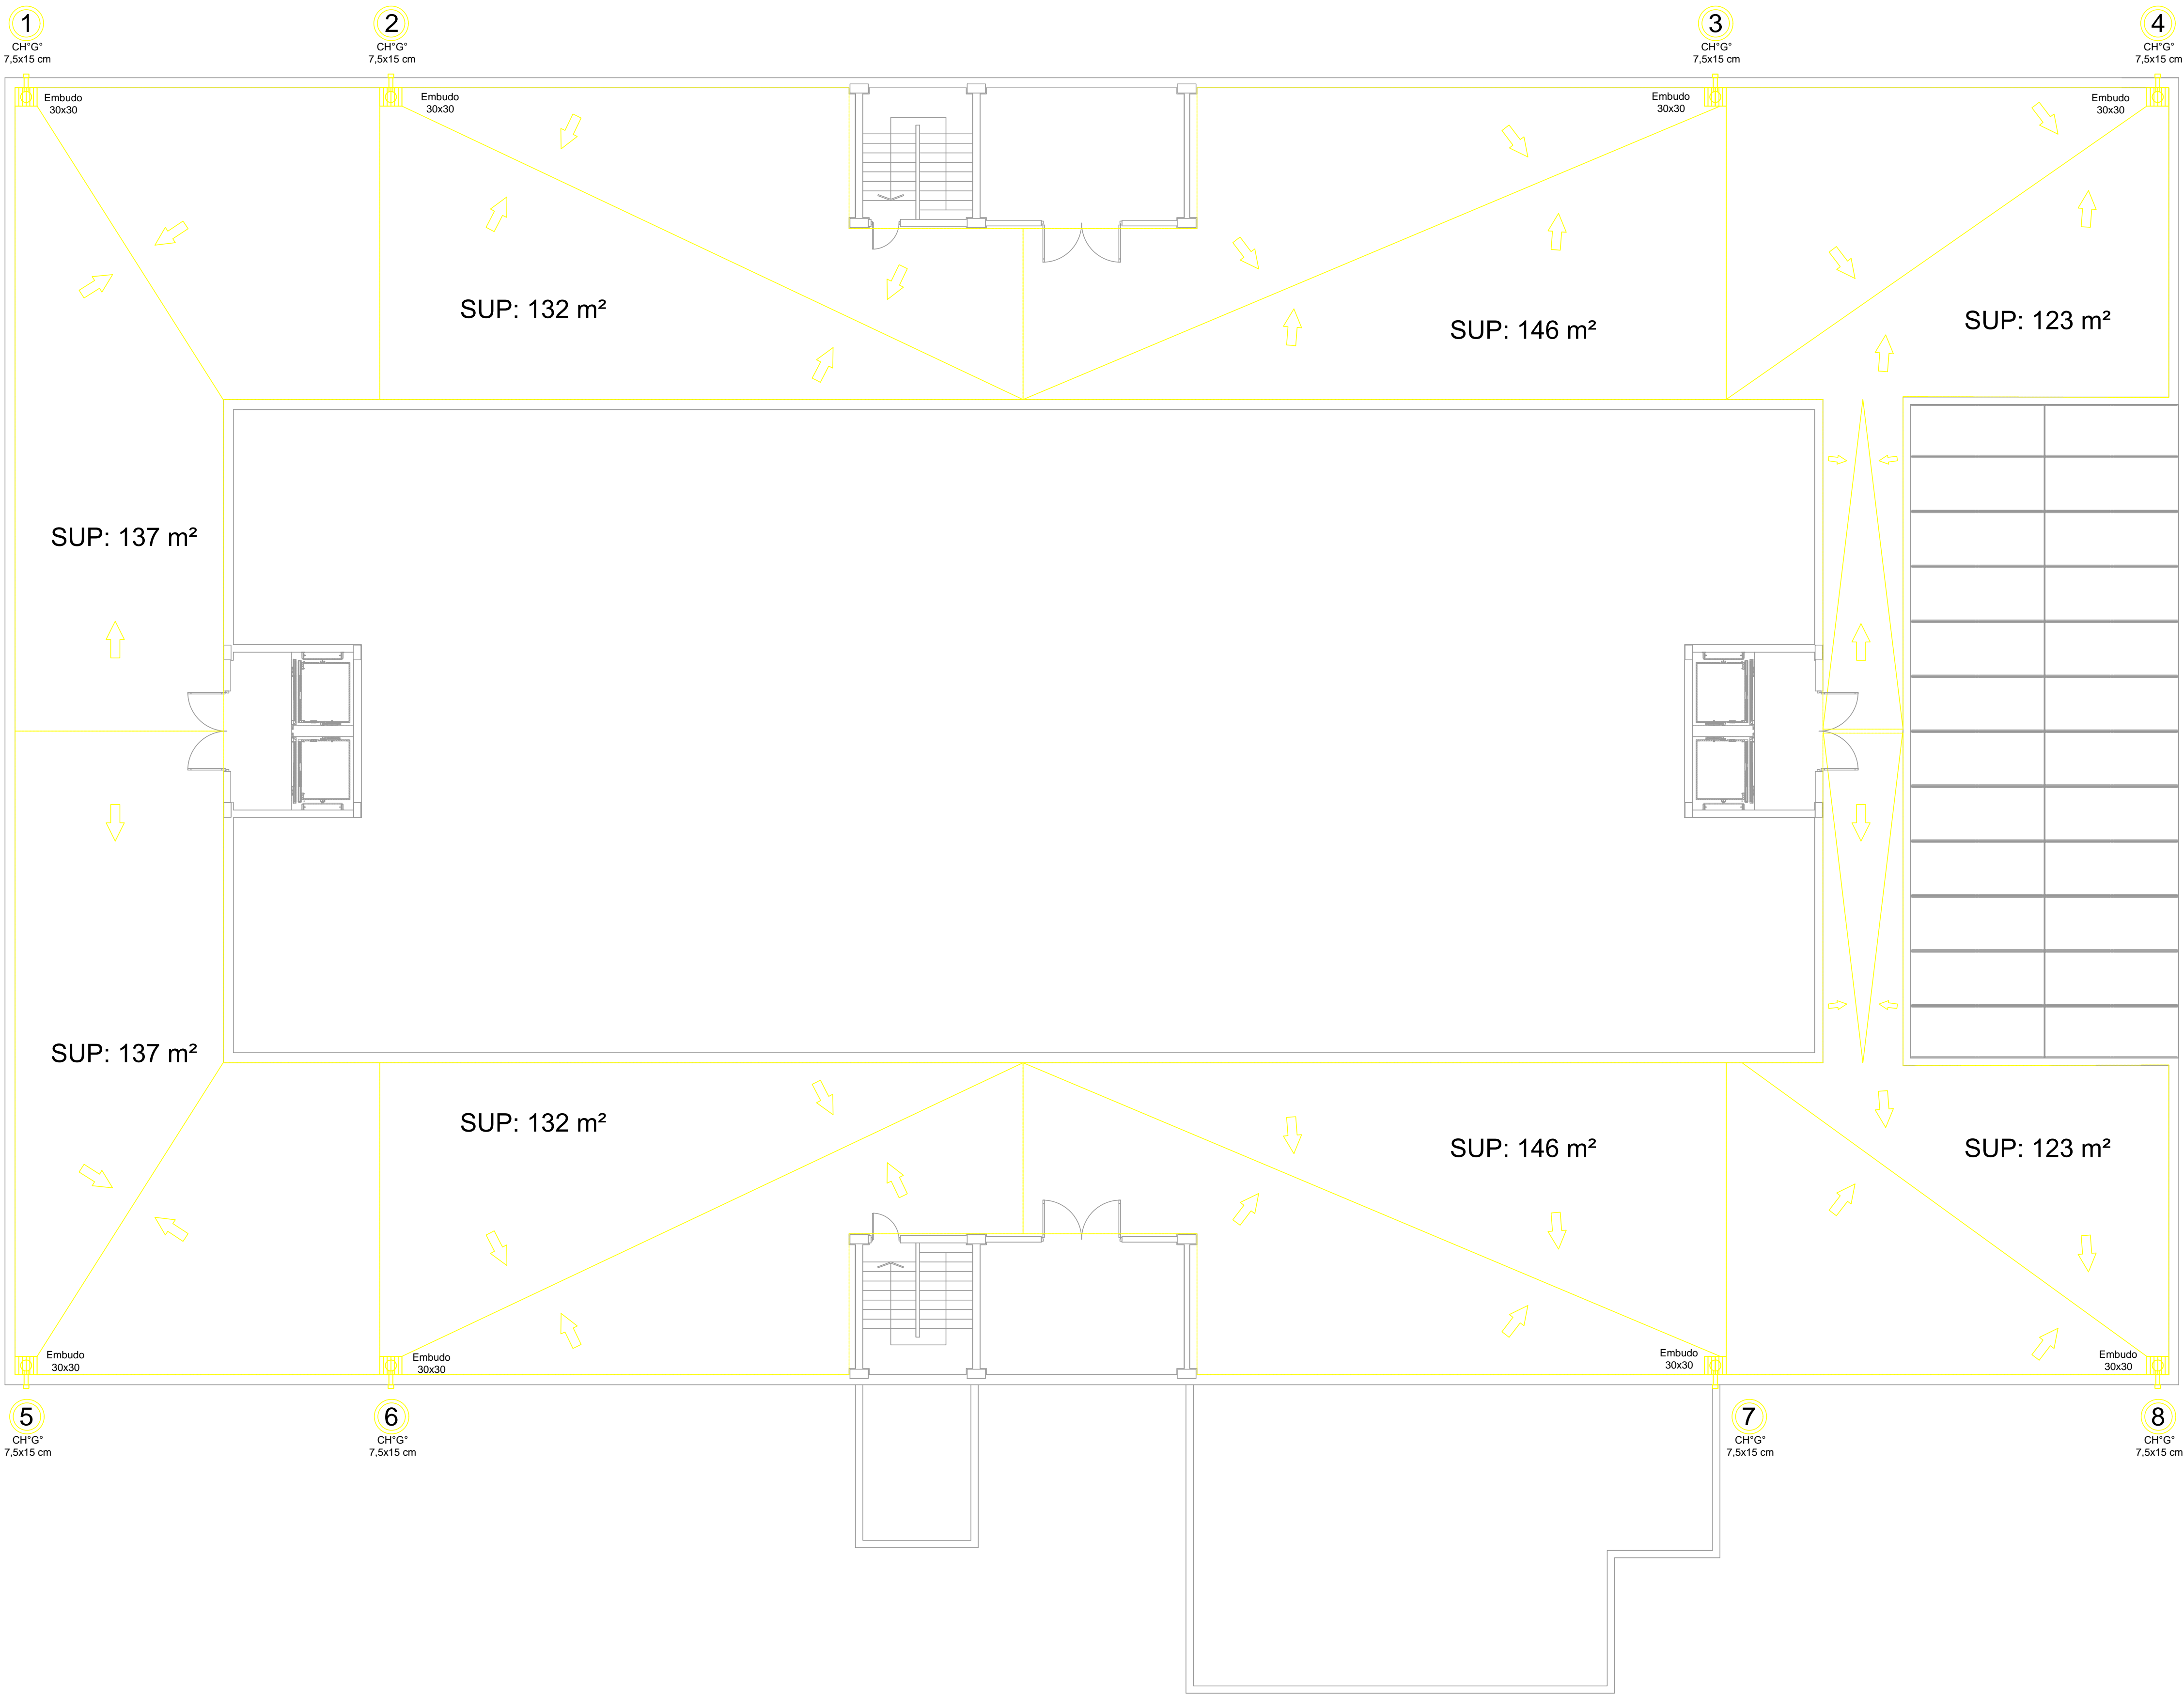 1
CH°G°
7,5x15 cm
2
CH°G°
7,5x15 cm
3
CH°G°
7,5x15 cm
4
CH°G°
7,5x15 cm
Embudo
30x30
Embudo
30x30
Embudo
30x30
Embudo
30x30
SUP: 132 m²
SUP: 146 m²
SUP: 123 m²
SUP: 137 m²
SUP: 137 m²
SUP: 132 m²
SUP: 146 m²
SUP: 123 m²
Embudo
30x30
Embudo
30x30
Embudo
30x30
Embudo
30x30
5
CH°G°
7,5x15 cm
6
CH°G°
7,5x15 cm
7
CH°G°
7,5x15 cm
8
CH°G°
7,5x15 cm